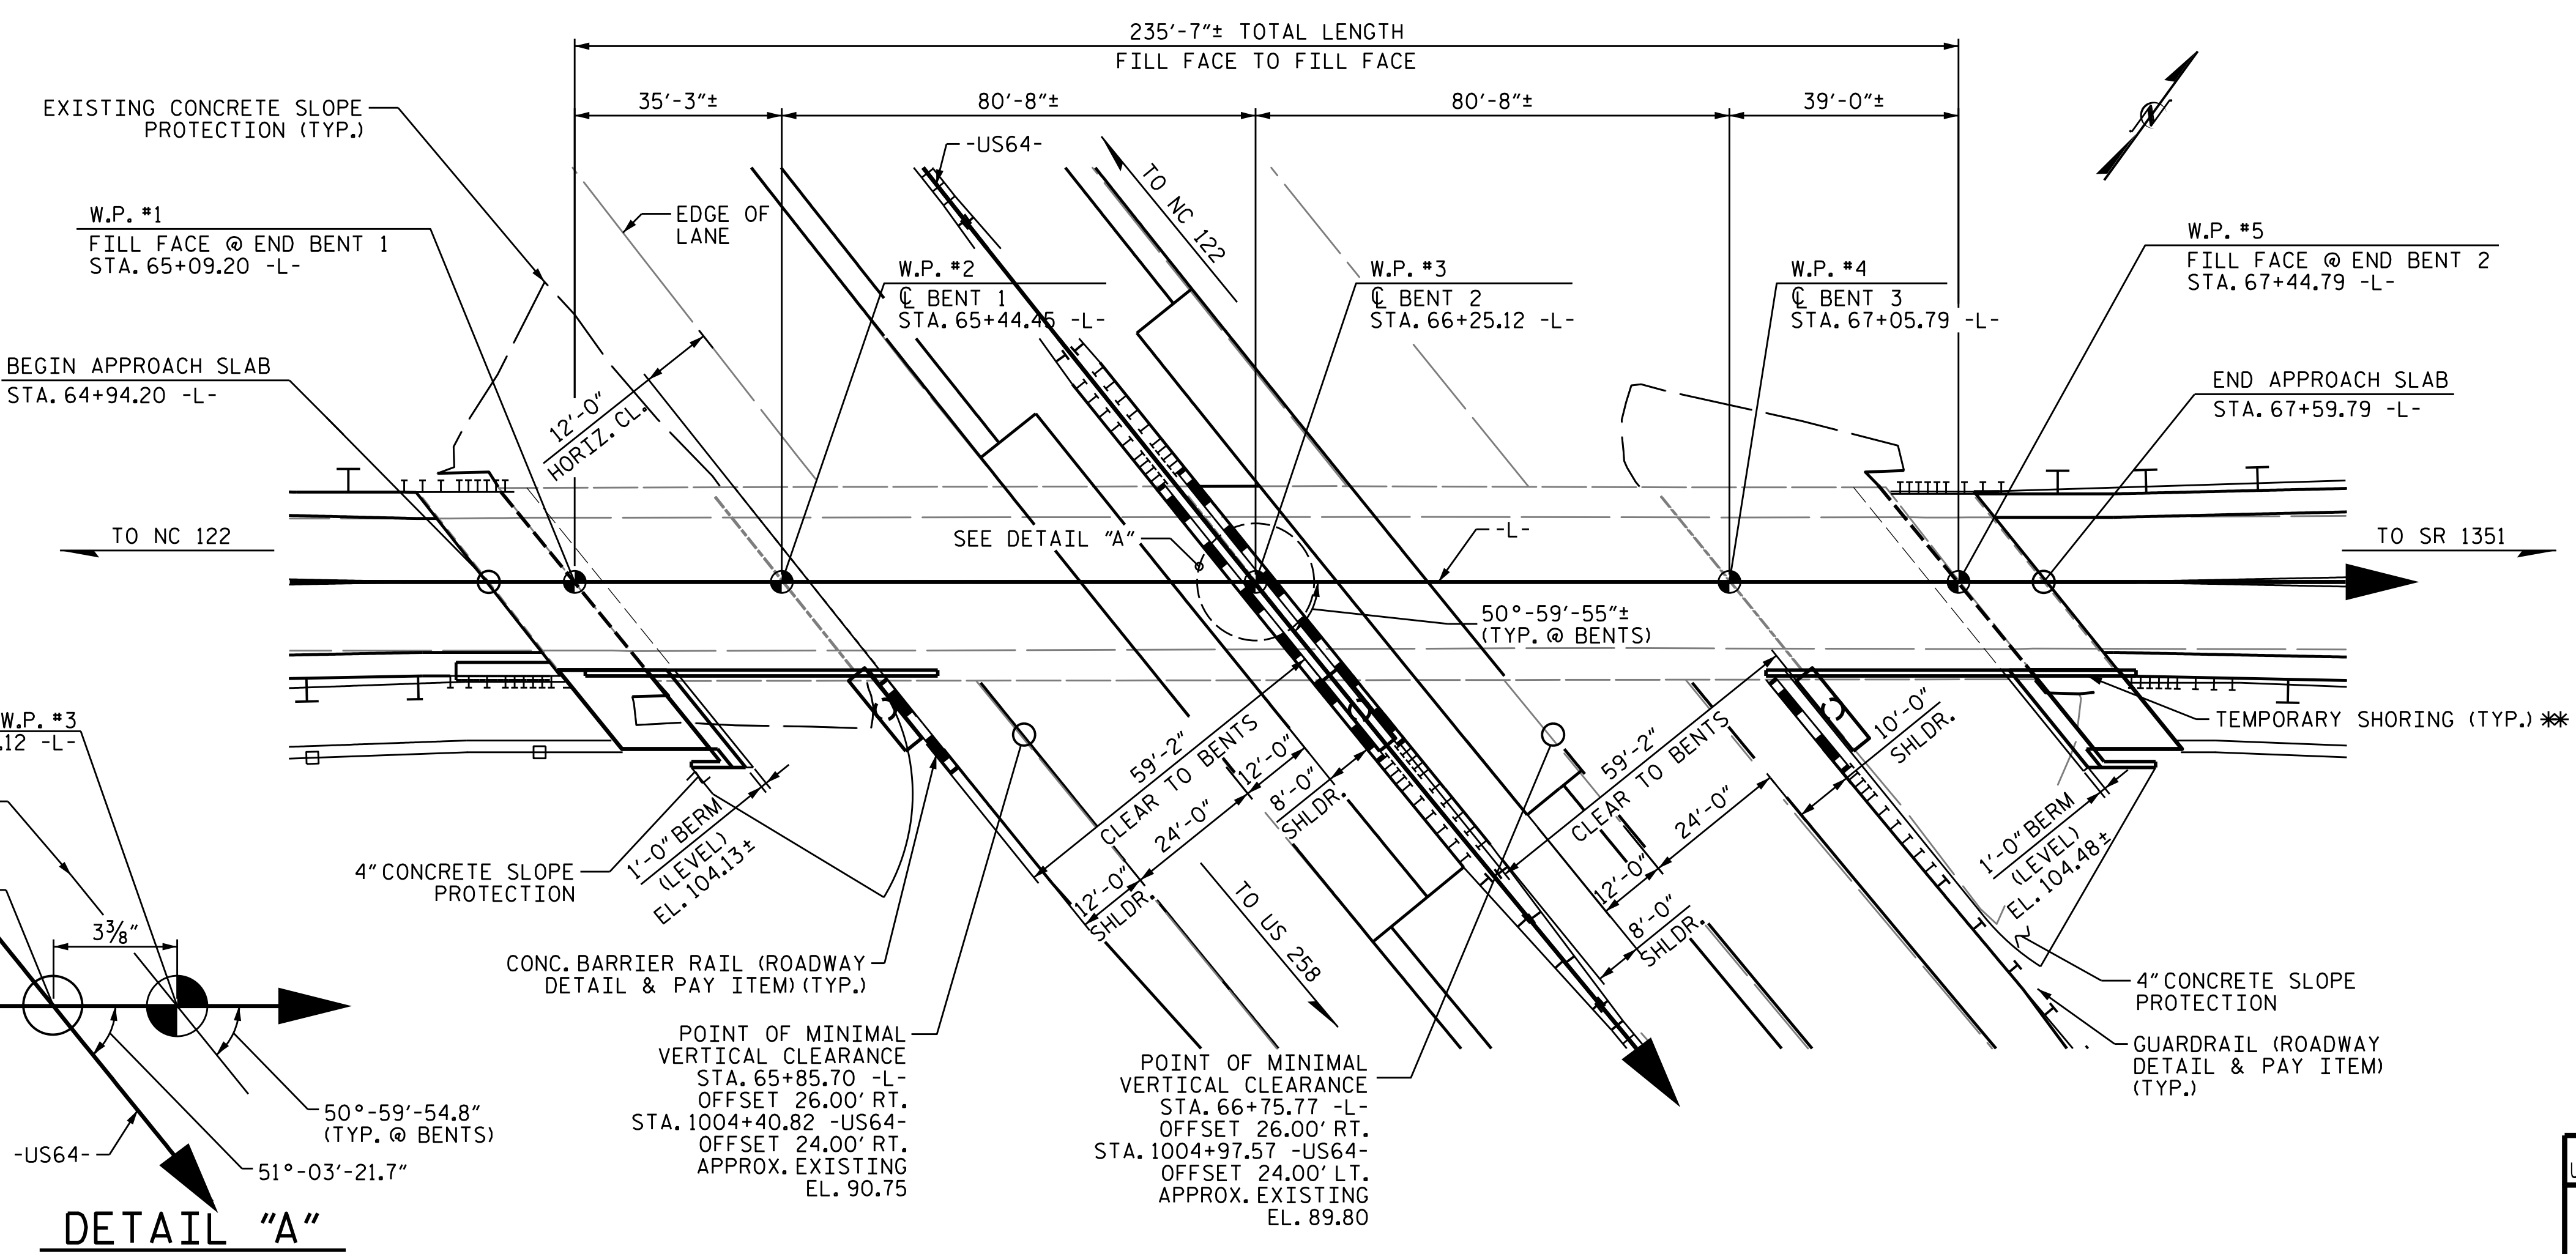 235'-7"± TOTAL LENGTH
FILL FACE TO FILL FACE
35'-3"±
80'-8"±
80'-8"±
39'-0"±
EXISTING CONCRETE SLOPE
PROTECTION (TYP.)
-US64-
TO NC 122
N
W.P. #1
FILL FACE @ END BENT 1
STA. 65+09.20 -L-
EDGE OF
LANE
W.P. #2
℄ BENT 1
STA. 65+44.45 -L-
W.P. #3
℄ BENT 2
STA. 66+25.12 -L-
W.P. #4
℄ BENT 3
STA. 67+05.79 -L-
W.P. #5
FILL FACE @ END BENT 2
STA. 67+44.79 -L-
BEGIN APPROACH SLAB
STA. 64+94.20 -L-
END APPROACH SLAB
STA. 67+59.79 -L-
12'-0"
HORIZ. CL.
TO NC 122
SEE DETAIL "A"
-L-
TO SR 1351
50°-59'-55"±
(TYP. @ BENTS)
TEMPORARY SHORING (TYP.) **
59'-2"
CLEAR TO BENTS
12'-0"
24'-0"
8'-0"
SHLDR.
12'-0"
SHLDR.
59'-2"
CLEAR TO BENTS
10'-0"
SHLDR.
24'-0"
12'-0"
8'-0"
SHLDR.
1'-0" BERM
(LEVEL)
EL. 104.13±
1'-0" BERM
(LEVEL)
EL. 104.48±
4" CONCRETE SLOPE
PROTECTION
TO US 258
CONC. BARRIER RAIL (ROADWAY
DETAIL & PAY ITEM) (TYP.)
4" CONCRETE SLOPE
PROTECTION
GUARDRAIL (ROADWAY
DETAIL & PAY ITEM)
(TYP.)
POINT OF MINIMAL
VERTICAL CLEARANCE
STA. 65+85.70 -L-
OFFSET 26.00' RT.
STA. 1004+40.82 -US64-
OFFSET 24.00' RT.
APPROX. EXISTING
EL. 90.75
POINT OF MINIMAL
VERTICAL CLEARANCE
STA. 66+75.77 -L-
OFFSET 26.00' RT.
STA. 1004+97.57 -US64-
OFFSET 24.00' LT.
APPROX. EXISTING
EL. 89.80
W.P. #3
.12 -L-
3⅜"
50°-59'-54.8"
(TYP. @ BENTS)
-US64-
51°-03'-21.7"
DETAIL "A"